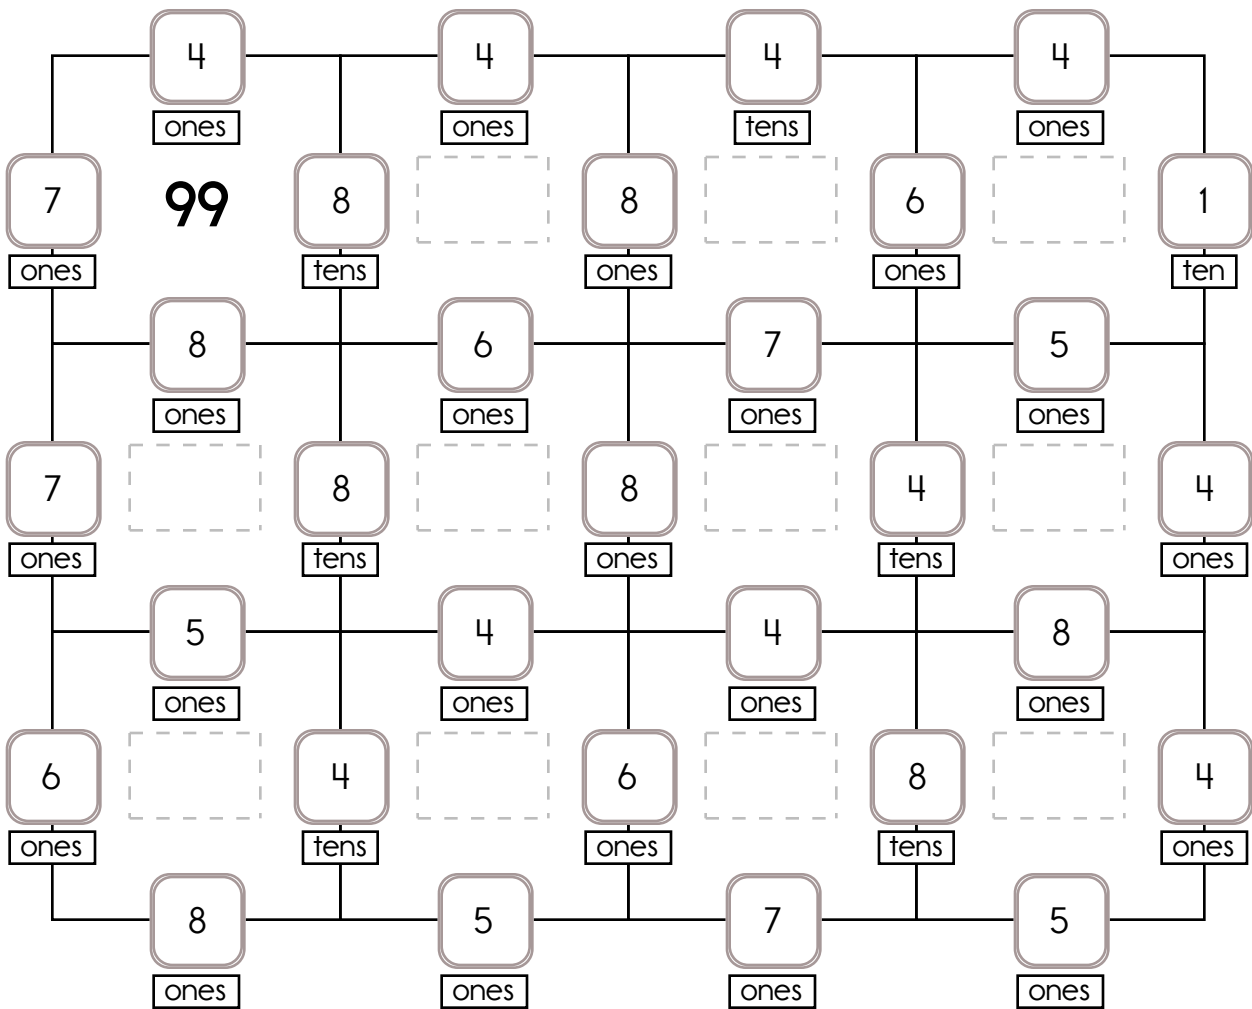 4 4 4 4
ones ones tens ones
7 99 8 8 6 1
ones tens ones ones ten
8 6 7 5
ones ones ones ones
7 8 8 4 4
ones tens ones tens ones
5 4 4 8
ones ones ones ones
6 4 6 8 4
ones tens ones tens ones
8 5 7 5
ones ones ones ones